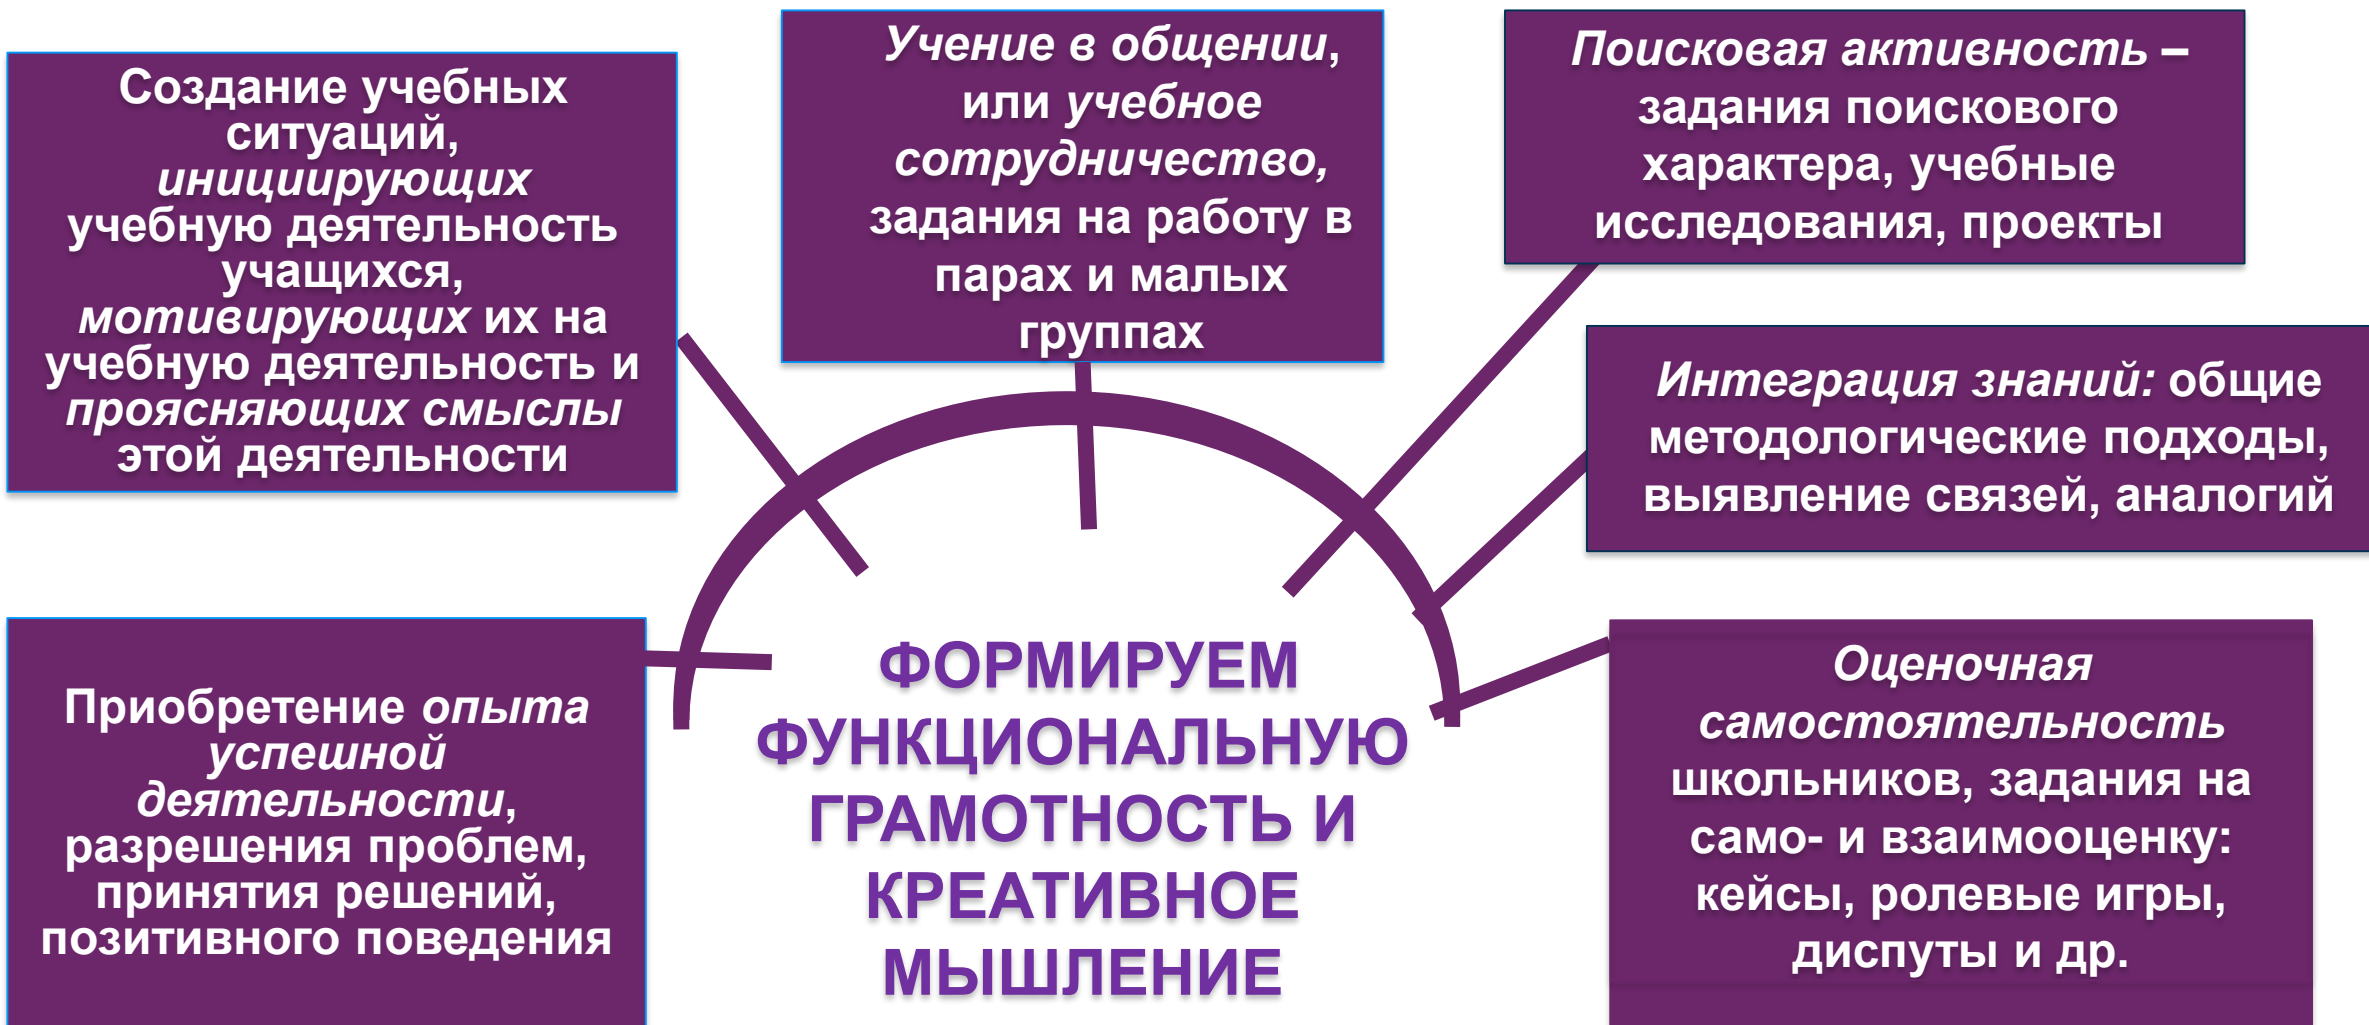 Создание учебных
ситуаций,
инициирующих
учебную деятельность
учащихся,
мотивирующих их на
учебную деятельность и
проясняющих смыслы
этой деятельности
Учение в общении,
или учебное
сотрудничество,
задания на работу в
парах и малых
группах
Поисковая активность –
задания поискового
характера, учебные
исследования, проекты
Интеграция знаний: общие
методологические подходы,
выявление связей, аналогий
Приобретение опыта
успешной
деятельности,
разрешения проблем,
принятия решений,
позитивного поведения
ФОРМИРУЕМ
ФУНКЦИОНАЛЬНУЮ
ГРАМОТНОСТЬ И
КРЕАТИВНОЕ
МЫШЛЕНИЕ
Оценочная
самостоятельность
школьников, задания на
само- и взаимооценку:
кейсы, ролевые игры,
диспуты и др.